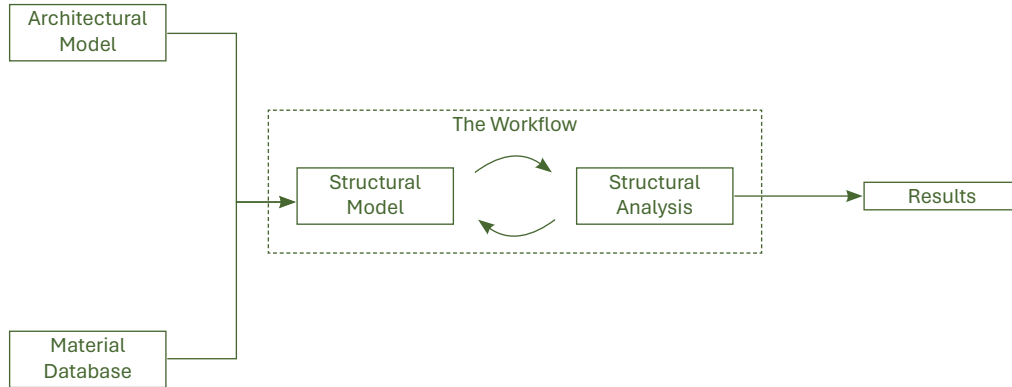 Architectural
Model
The Workflow
Structural
Model
Structural
Analysis
Results
Material
Database